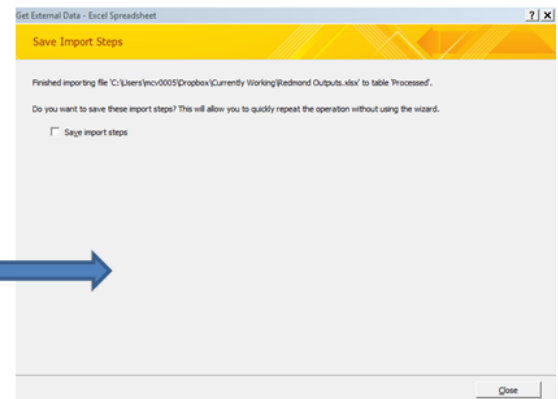 Get External Data - Excel Spreadsheet
Save Import Steps
Finished importing file 'C:\Users\mcv0005\Dropbox\Currently Working\Redmond Outputs.xlsx' to table 'Processed'.
Do you want to save these import steps? This will allow you to quickly repeat the operation without using the wizard.
Save import steps
Close